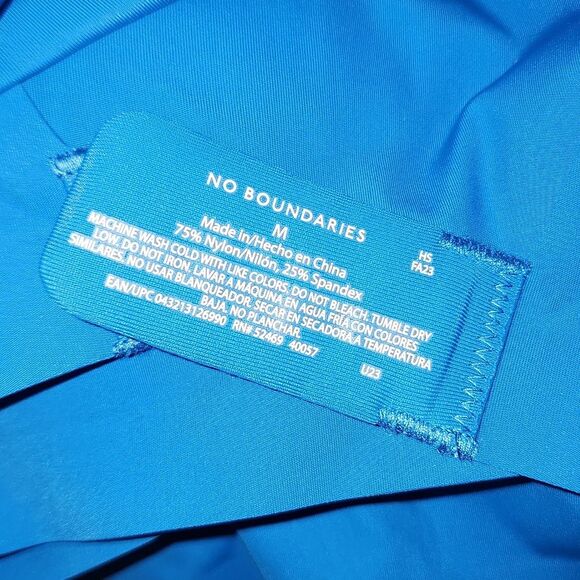 NO BOUNDARIES
M
HS
FA23
Made In/Hecho en China
75% Nylon/Nilón, 25% Spandex
MACHINE WASH COLD WITH LIKE COLORS. DO NOT BLEACH. TUMBLE DRY
LOW. DO NOT IRON. LAVAR A MÁQUINA EN AGUA FRÍA CON COLORES
SIMILARES. NO USAR BLANQUEADOR. SECAR EN SECADORA A TEMPERATURA
BAJA. NO PLANCHAR.
EAN/UPC 043213126990 RN# 52469 40057
U23